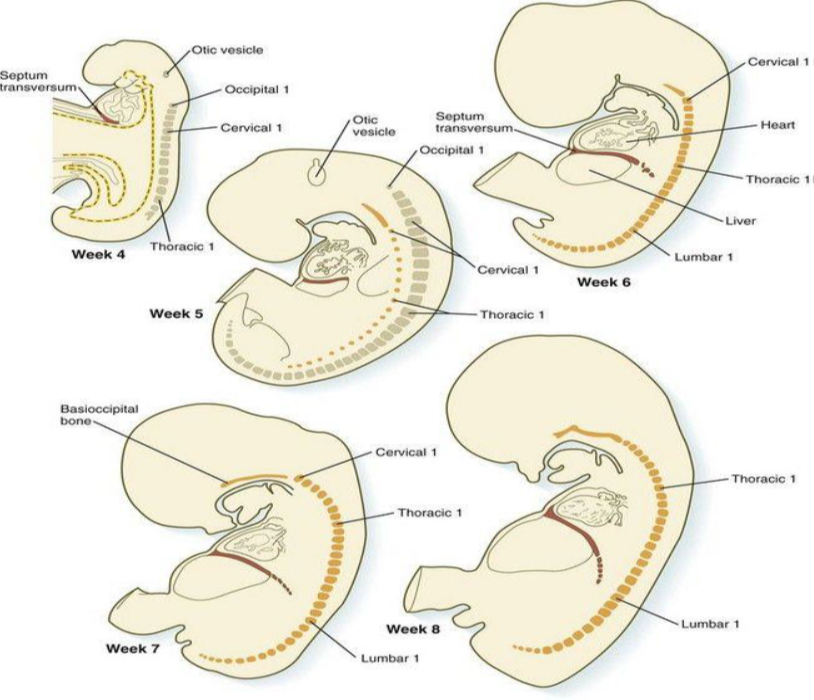 Otic vesicle
Septum
transversum
Occipital 1
Cervical 1
Thoracic 1
Week 4
Otic
vesicle
Occipital 1
Cervical 1
Thoracic 1
Week 5
Cervical 1
Septum
transversum
Heart
Thoracic 1
Liver
Lumbar 1
Week 6
Basioccipital
bone
Cervical 1
Thoracic 1
Lumbar 1
Week 7
Thoracic 1
Lumbar 1
Week 8